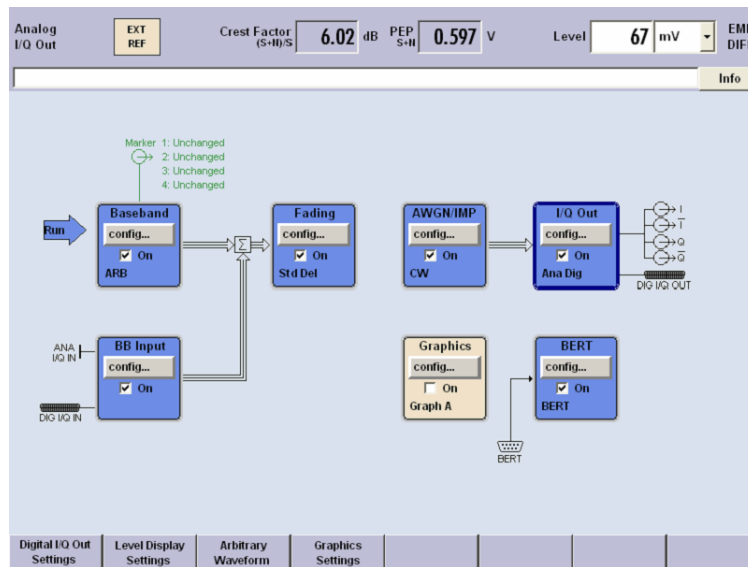 Analog
I/Q Out
EXT
REF
Crest Factor
(S+N)/S
6.02 dB
PEP
S+N
0.597 V
Level
67 mV
Info
Marker 1: Unchanged
2: Unchanged
3: Unchanged
4: Unchanged
Run
Baseband
config...
On
ARB
Σ
Fading
config...
On
Std Del
AWGN/IMP
config...
On
CW
I/Q Out
config...
On
Ana Dig
I
I̅
Q
Q̅
DIG I/Q OUT
ANA
I/Q IN
DIG I/Q IN
BB Input
config...
On
Graphics
config...
On
Graph A
BERT
config...
On
BERT
BERT
Digital I/Q Out
Settings
Level Display
Settings
Arbitrary
Waveform
Graphics
Settings